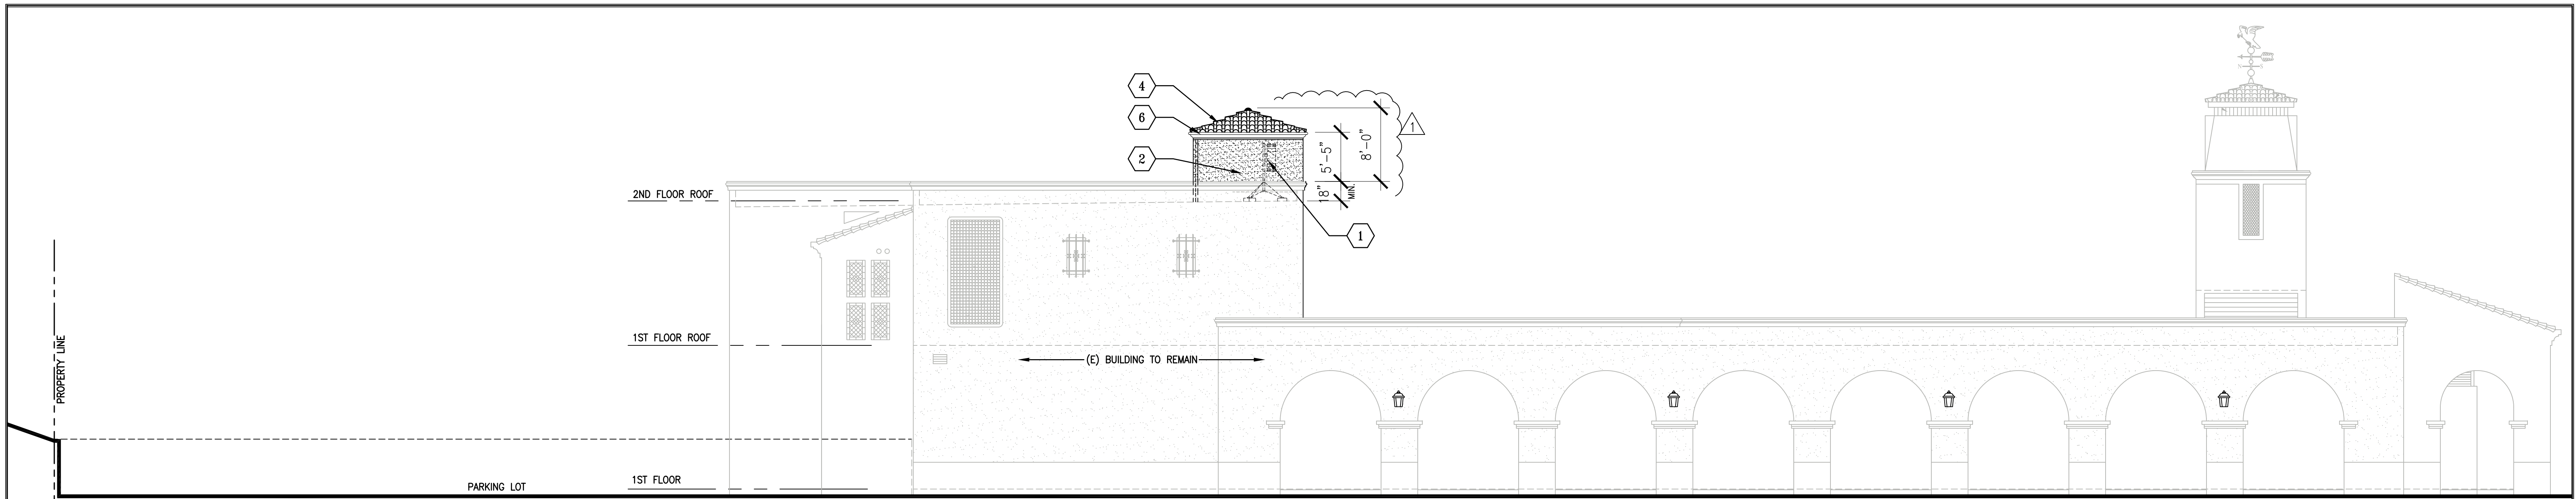 4
6
2
1
1
5'-5"
8'-0"
18"
MIN.
2ND FLOOR ROOF
1ST FLOOR ROOF
(E) BUILDING TO REMAIN
PROPERTY LINE
PARKING LOT
1ST FLOOR